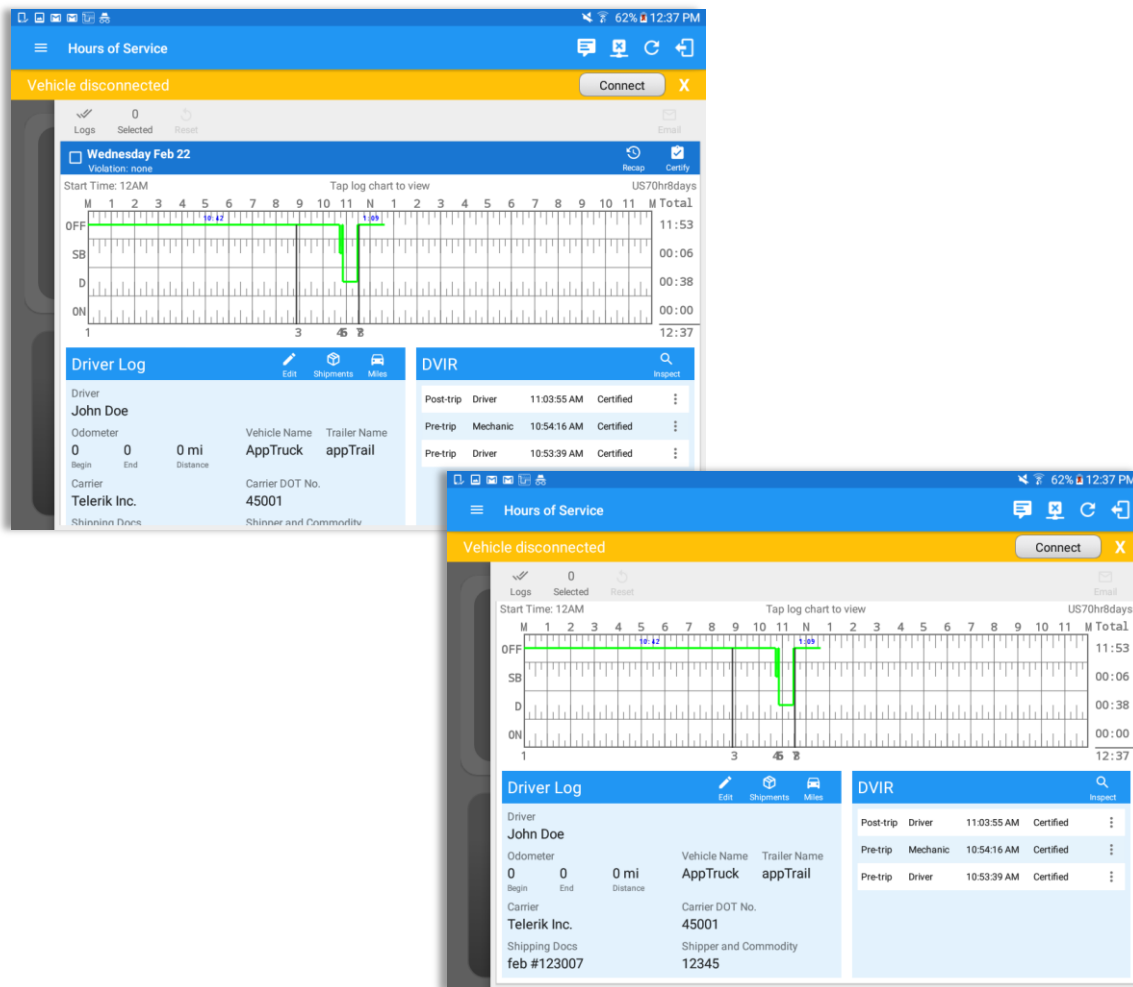 62% 12:37 PM
Hours of Service
Vehicle disconnected Connect X
0
Logs Selected Reset Email
Wednesday Feb 22
Violation: none Recap Certify
Start Time: 12AM Tap log chart to view US70hr8days
M 1 2 3 4 5 6 7 8 9 10 11 N 1 2 3 4 5 6 7 8 9 10 11 M Total
10:42 1:09
OFF 11:53
SB 00:06
D 00:38
ON 00:00
1 3 12:37
Driver Log Edit Shipments Miles
Driver
John Doe
Odometer Vehicle Name Trailer Name
0 0 0 mi AppTruck appTrail
Begin End Distance
Carrier Carrier DOT No.
Telerik Inc. 45001
Shipping Docs Shipper and Commodity
DVIR Inspect
Post-trip Driver 11:03:55 AM Certified
Pre-trip Mechanic 10:54:16 AM Certified
Pre-trip Driver 10:53:39 AM Certified
62% 12:37 PM
Hours of Service
Vehicle disconnected Connect X
0
Logs Selected Reset Email
Start Time: 12AM Tap log chart to view US70hr8days
M 1 2 3 4 5 6 7 8 9 10 11 N 1 2 3 4 5 6 7 8 9 10 11 M Total
10:42 1:09
OFF 11:53
SB 00:06
D 00:38
ON 00:00
1 3 12:37
Driver Log Edit Shipments Miles
Driver
John Doe
Odometer Vehicle Name Trailer Name
0 0 0 mi AppTruck appTrail
Begin End Distance
Carrier Carrier DOT No.
Telerik Inc. 45001
Shipping Docs Shipper and Commodity
feb #123007 12345
DVIR Inspect
Post-trip Driver 11:03:55 AM Certified
Pre-trip Mechanic 10:54:16 AM Certified
Pre-trip Driver 10:53:39 AM Certified